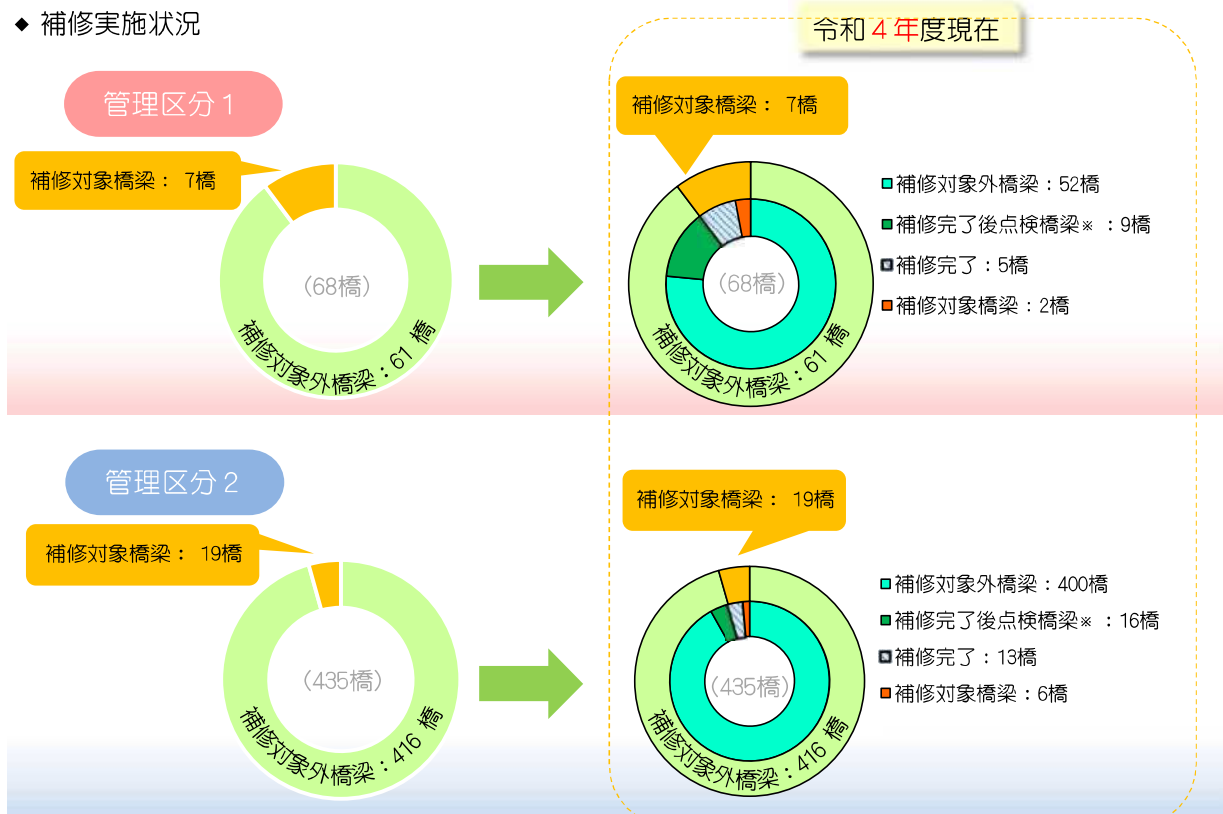 ◆ 補修実施状況
令和４年度現在
管理区分１
補修対象橋梁： 7橋
(68橋)
補修対象外橋梁：61 橋
補修対象橋梁： 7橋
(68橋)
補修対象外橋梁：61 橋
補修対象外橋梁：52橋
補修完了後点検橋梁※ ：9橋
補修完了：5橋
補修対象橋梁：2橋
管理区分２
補修対象橋梁： 19橋
(435橋)
補修対象外橋梁：416 橋
補修対象橋梁： 19橋
(435橋)
補修対象外橋梁：416 橋
補修対象外橋梁：400橋
補修完了後点検橋梁※ ：16橋
補修完了：13橋
補修対象橋梁：6橋